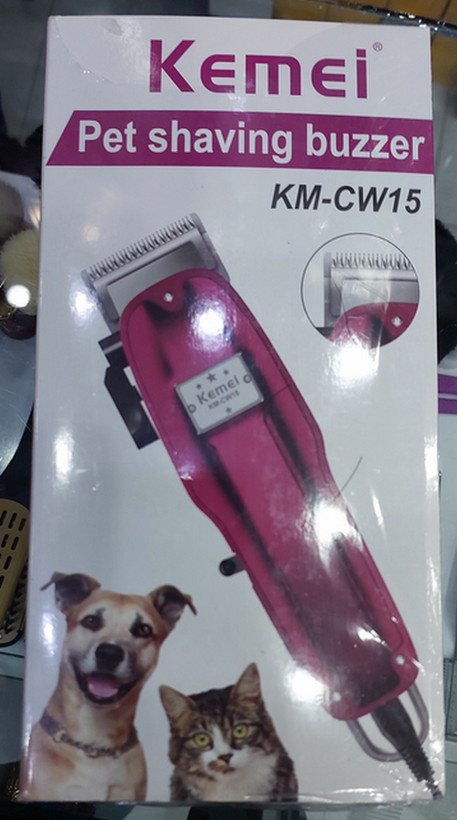 Kemei®
Pet shaving buzzer
KM-CW15
Kemei
KM-CW15